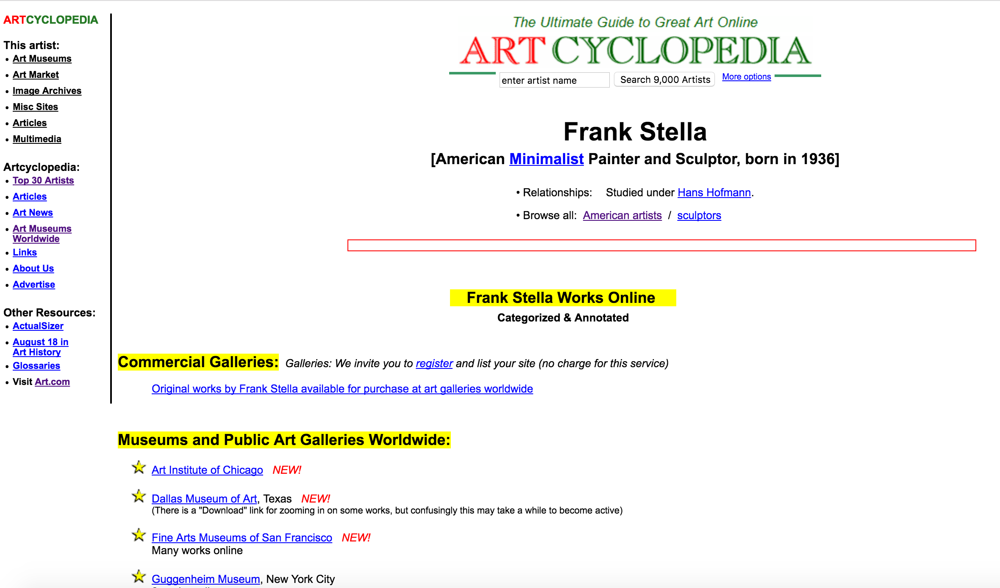 ARTCYCLOPEDIA
This artist:
• Art Museums
• Art Market
• Image Archives
• Misc Sites
• Articles
• Multimedia
Artcyclopedia:
• Top 30 Artists
• Articles
• Art News
• Art Museums
Worldwide
• Links
• About Us
• Advertise
Other Resources:
• ActualSizer
• August 18 in
Art History
• Glossaries
• Visit Art.com
The Ultimate Guide to Great Art Online
ARTCYCLOPEDIA
enter artist name Search 9,000 Artists More options
Frank Stella
[American Minimalist Painter and Sculptor, born in 1936]
• Relationships: Studied under Hans Hofmann.
• Browse all: American artists / sculptors
Frank Stella Works Online
Categorized & Annotated
Commercial Galleries: Galleries: We invite you to register and list your site (no charge for this service)
Original works by Frank Stella available for purchase at art galleries worldwide
Museums and Public Art Galleries Worldwide:
Art Institute of Chicago NEW!
Dallas Museum of Art, Texas NEW!
(There is a "Download" link for zooming in on some works, but confusingly this may take a while to become active)
Fine Arts Museums of San Francisco NEW!
Many works online
Guggenheim Museum, New York City